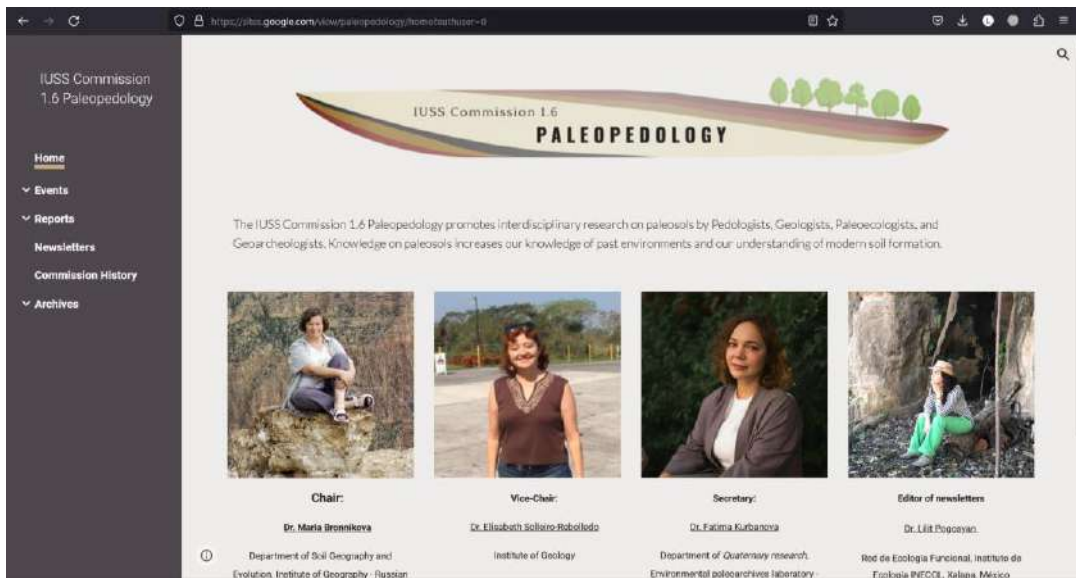 https://sites.google.com/view/paleopedology/home?authuser=0
IUSS Commission
1.6 Paleopedology
Home
Events
Reports
Newsletters
Commission History
Archives
IUSS Commission 1.6
PALEOPEDOLOGY
The IUSS Commission 1.6 Paleopedology promotes interdisciplinary research on paleosols by Pedologists, Geologists, Paleoecologists, and
Geoarcheologists. Knowledge on paleosols increases our knowledge of past environments and our understanding of modern soil formation.
Chair:
Dr. Maria Bronnikova
Department of Soil Geography and
Evolution, Institute of Geography - Russian
Vice-Chair:
Dr. Elisabeth Solleiro-Rebolledo
Institute of Geology
Secretary:
Dr. Fatima Kurbanova
Department of Quaternary research,
Environmental paleoarchives laboratory -
Editor of newsletters
Dr. Lilit Pogosyan,
Red de Ecología Funcional, Instituto de
Ecología INECOL, Xalapa, México